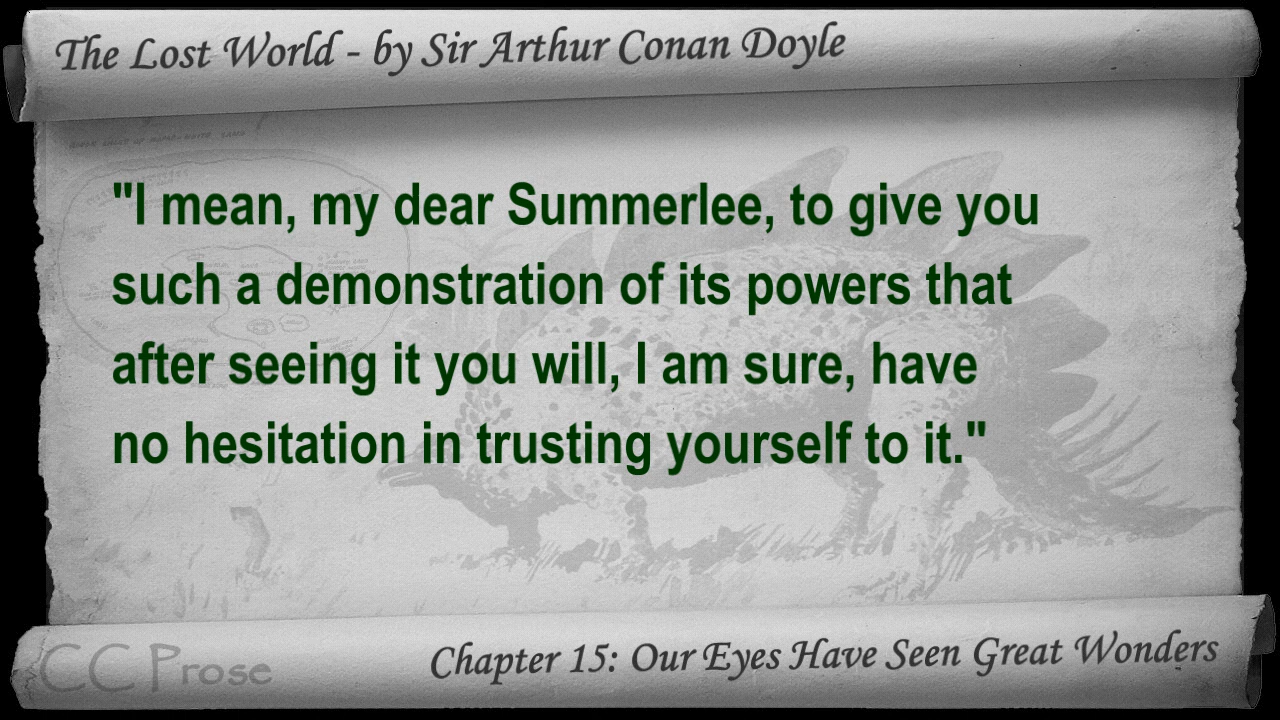 The Lost World - by Sir Arthur Conan Doyle
"I mean, my dear Summerlee, to give you
such a demonstration of its powers that
after seeing it you will, I am sure, have
no hesitation in trusting yourself to it."
CC Prose
Chapter 15: Our Eyes Have Seen Great Wonders